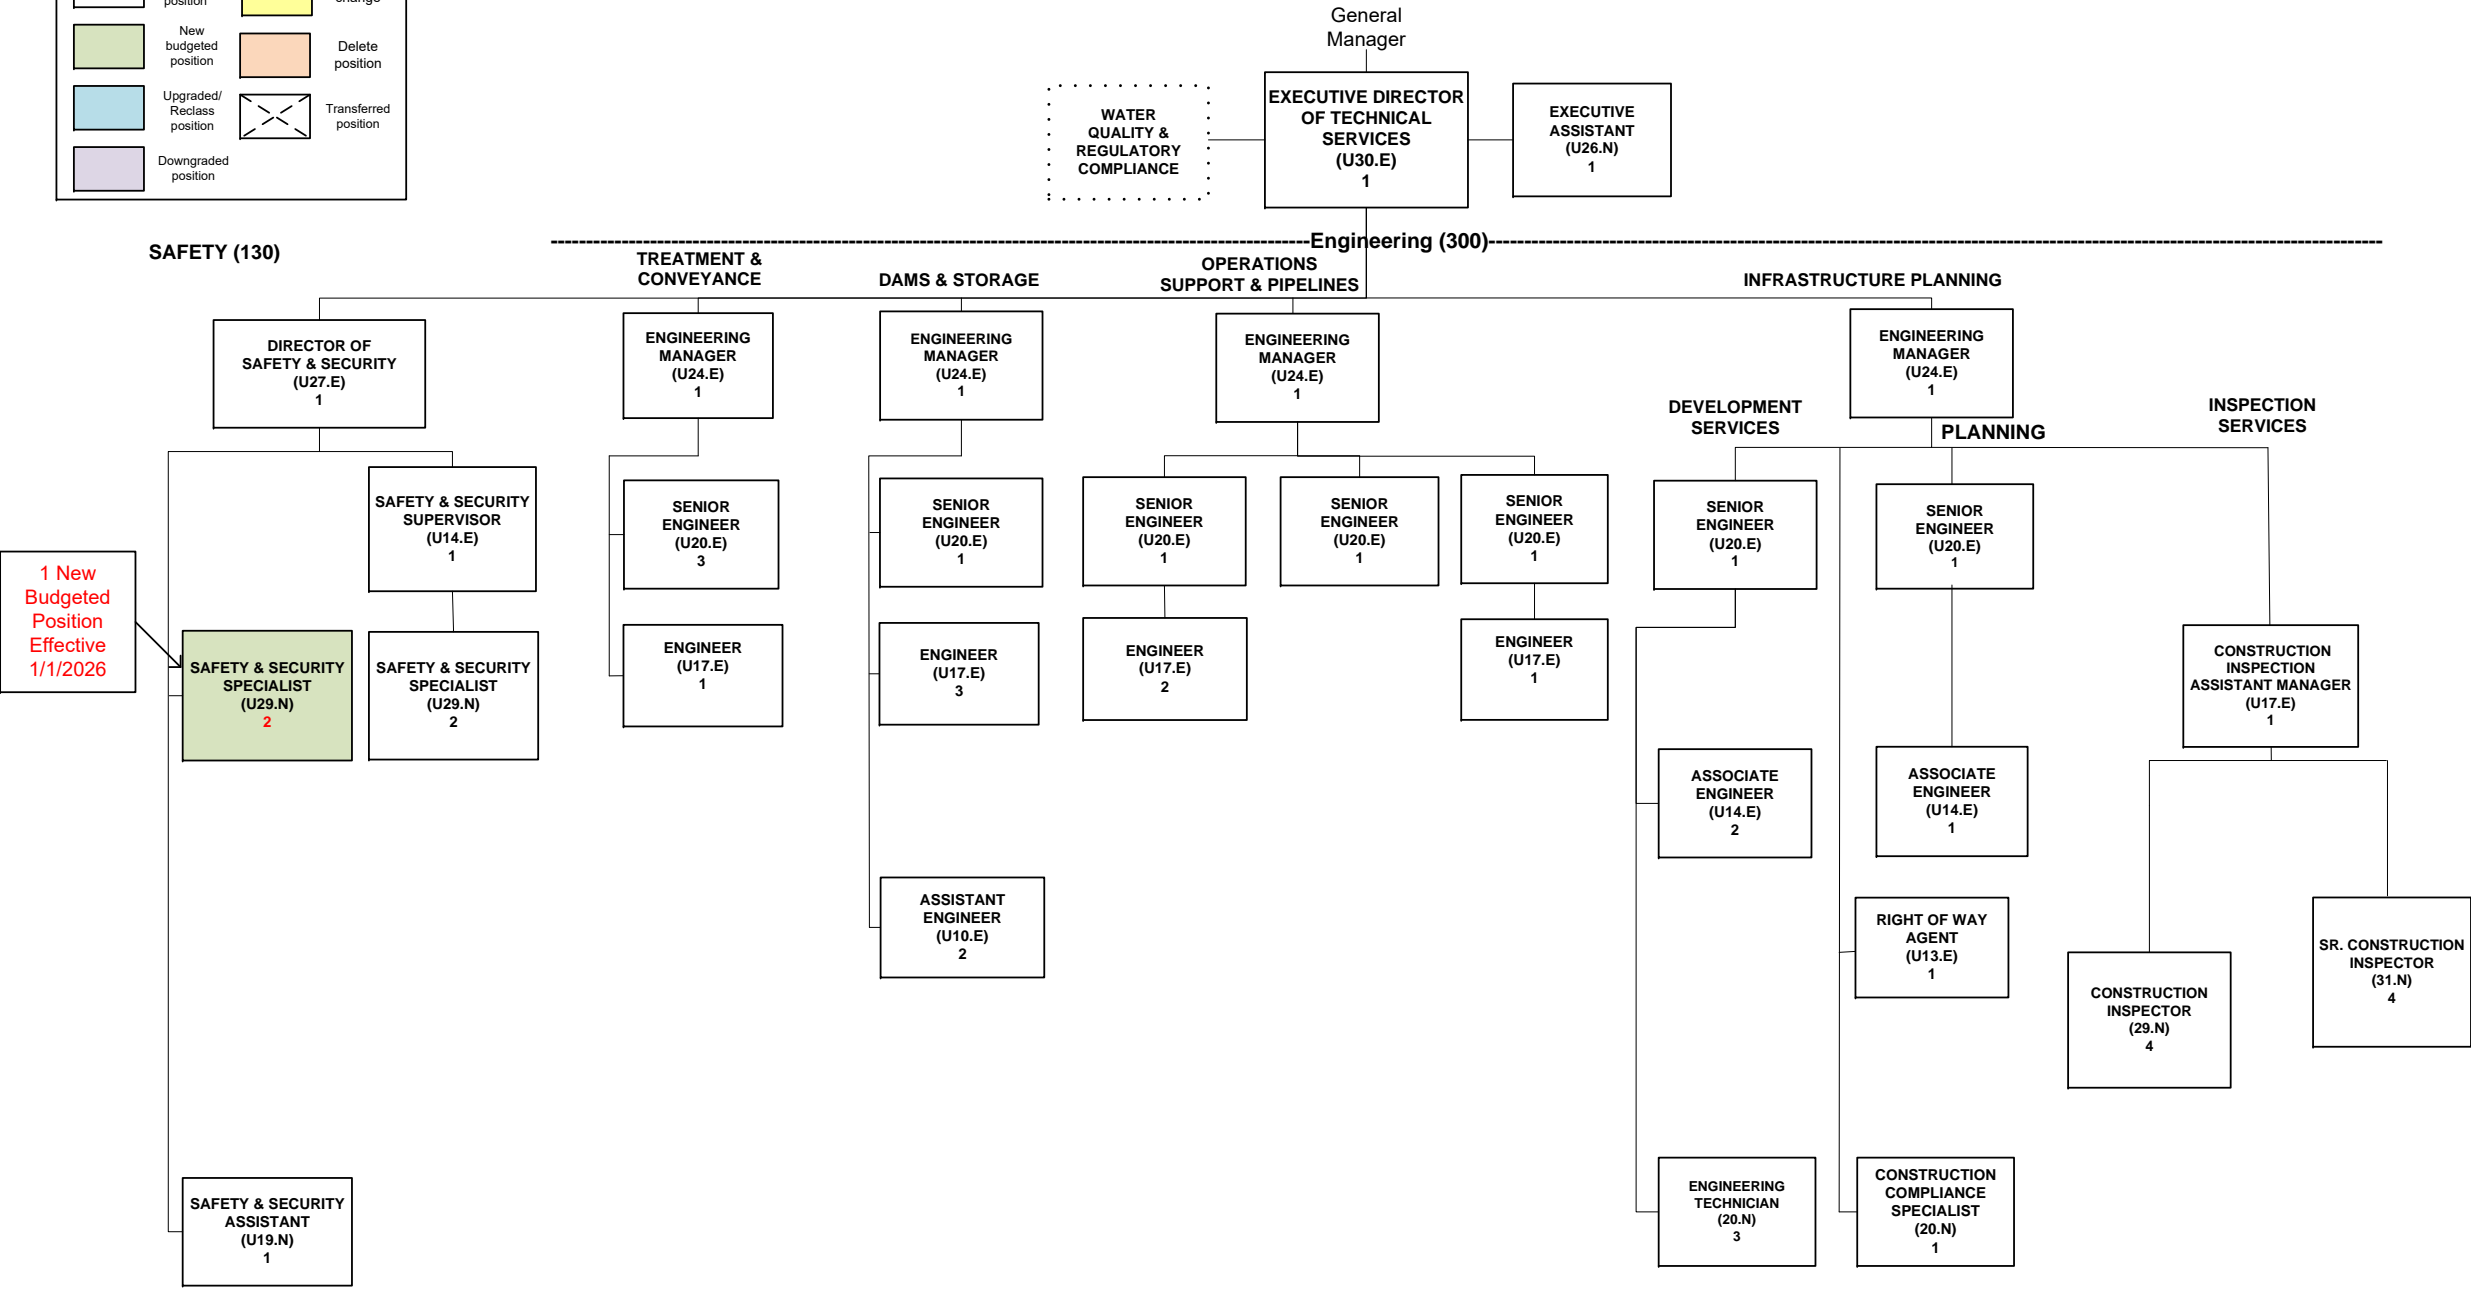 position
change
New
budgeted
position
Delete
position
Upgraded/
Reclass
position
Transferred
position
Downgraded
position
General
Manager
WATER
QUALITY &
REGULATORY
COMPLIANCE
EXECUTIVE DIRECTOR
OF TECHNICAL
SERVICES
(U30.E)
1
EXECUTIVE
ASSISTANT
(U26.N)
1
SAFETY (130)
Engineering (300)
TREATMENT &
CONVEYANCE
DAMS & STORAGE
OPERATIONS
SUPPORT & PIPELINES
INFRASTRUCTURE PLANNING
DIRECTOR OF
SAFETY & SECURITY
(U27.E)
1
ENGINEERING
MANAGER
(U24.E)
1
ENGINEERING
MANAGER
(U24.E)
1
ENGINEERING
MANAGER
(U24.E)
1
ENGINEERING
MANAGER
(U24.E)
1
DEVELOPMENT
SERVICES
PLANNING
INSPECTION
SERVICES
SAFETY & SECURITY
SUPERVISOR
(U14.E)
1
SENIOR
ENGINEER
(U20.E)
3
SENIOR
ENGINEER
(U20.E)
1
SENIOR
ENGINEER
(U20.E)
1
SENIOR
ENGINEER
(U20.E)
1
SENIOR
ENGINEER
(U20.E)
1
SENIOR
ENGINEER
(U20.E)
1
SENIOR
ENGINEER
(U20.E)
1
1 New
Budgeted
Position
Effective
1/1/2026
SAFETY & SECURITY
SPECIALIST
(U29.N)
2
SAFETY & SECURITY
SPECIALIST
(U29.N)
2
ENGINEER
(U17.E)
1
ENGINEER
(U17.E)
3
ENGINEER
(U17.E)
2
ENGINEER
(U17.E)
1
CONSTRUCTION
INSPECTION
ASSISTANT MANAGER
(U17.E)
1
ASSOCIATE
ENGINEER
(U14.E)
2
ASSOCIATE
ENGINEER
(U14.E)
1
ASSISTANT
ENGINEER
(U10.E)
2
RIGHT OF WAY
AGENT
(U13.E)
1
CONSTRUCTION
INSPECTOR
(29.N)
4
SR. CONSTRUCTION
INSPECTOR
(31.N)
4
SAFETY & SECURITY
ASSISTANT
(U19.N)
1
ENGINEERING
TECHNICIAN
(20.N)
3
CONSTRUCTION
COMPLIANCE
SPECIALIST
(20.N)
1